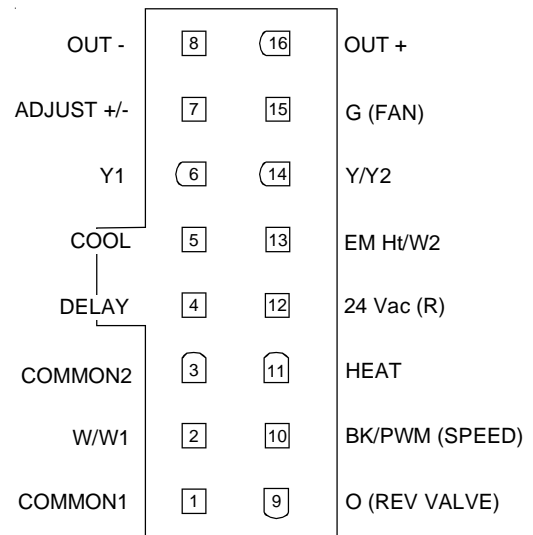 OUT - 8 16 OUT +
ADJUST +/- 7 15 G (FAN)
Y1 6 14 Y/Y2
COOL 5 13 EM Ht/W2
DELAY 4 12 24 Vac (R)
COMMON2 3 11 HEAT
W/W1 2 10 BK/PWM (SPEED)
COMMON1 1 9 O (REV VALVE)